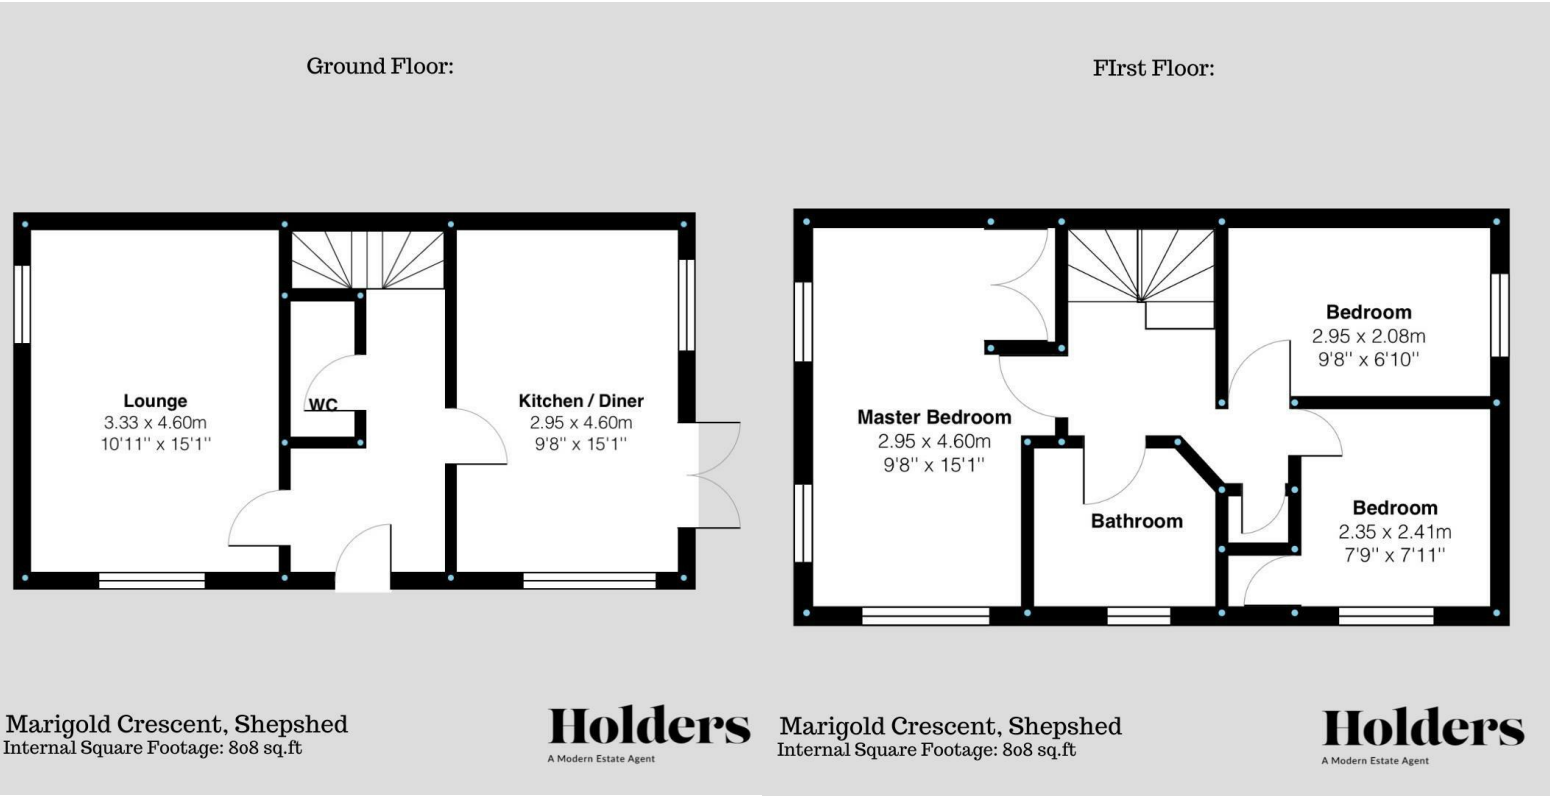 Ground Floor:
Lounge
3.33 x 4.60m
10'11" x 15'1"
WC
Kitchen / Diner
2.95 x 4.60m
9'8" x 15'1"
Marigold Crescent, Shepshed
Internal Square Footage: 808 sq.ft
Holders
A Modern Estate Agent
FIrst Floor:
Master Bedroom
2.95 x 4.60m
9'8" x 15'1"
Bathroom
Bedroom
2.95 x 2.08m
9'8" x 6'10"
Bedroom
2.35 x 2.41m
7'9" x 7'11"
Marigold Crescent, Shepshed
Internal Square Footage: 808 sq.ft
Holders
A Modern Estate Agent